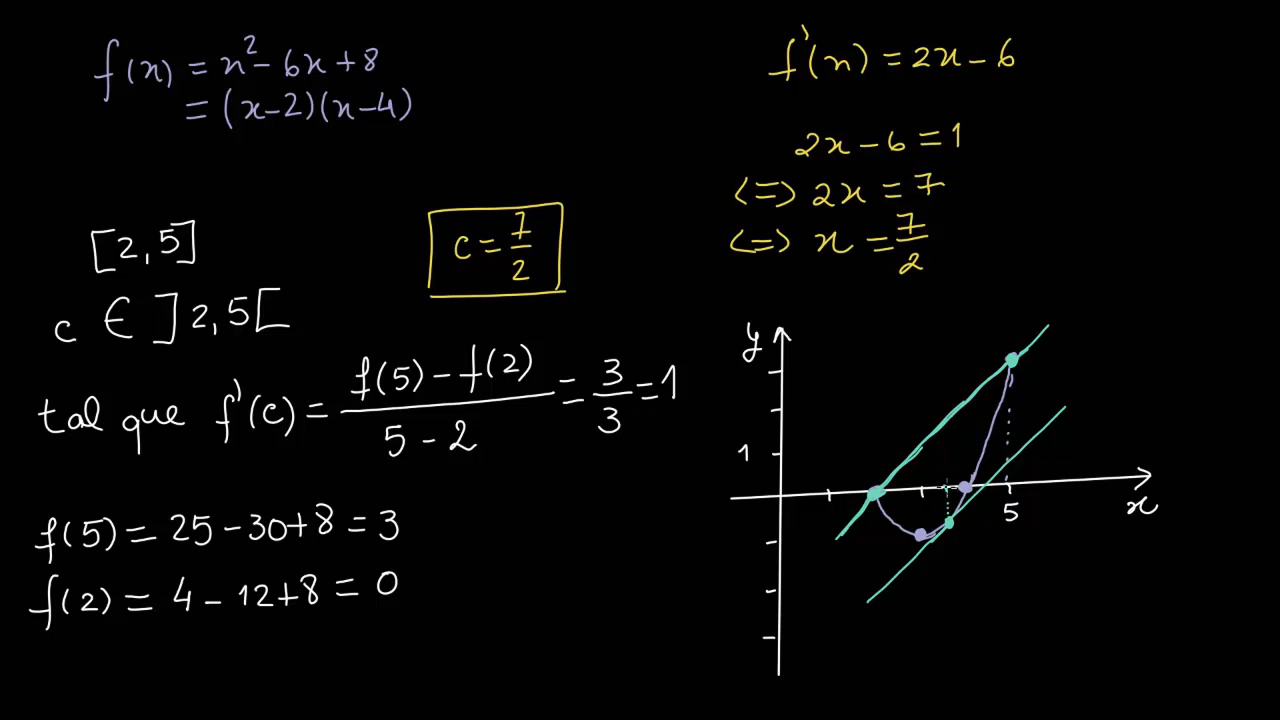 f(x) = x² - 6x + 8
= (x-2)(x-4)
[2,5]
c ∈ ]2,5[
tal que f'(c) = (f(5) - f(2)) / (5 - 2) = 3/3 = 1
f(5) = 25 - 30 + 8 = 3
f(2) = 4 - 12 + 8 = 0
c = 7/2
f'(x) = 2x - 6
2x - 6 = 1
<=> 2x = 7
<=> x = 7/2
y
1
5
x